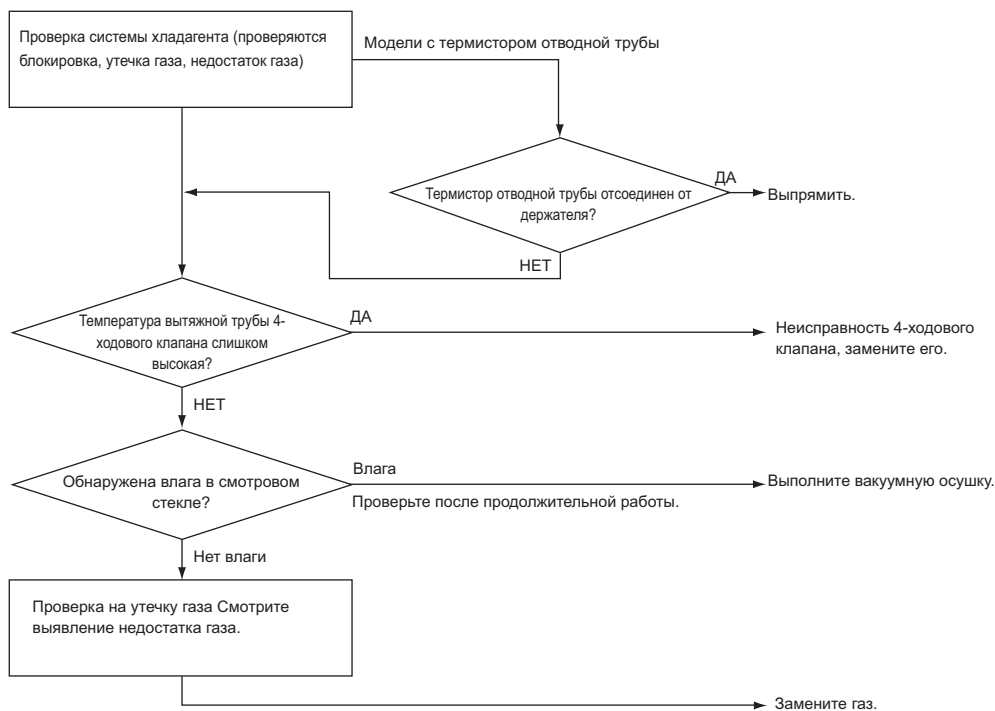 Проверка системы хладагента (проверяются
блокировка, утечка газа, недостаток газа)
Модели с термистором отводной трубы
Термистор отводной трубы отсоединен от
держателя?
ДА
Выпрямить.
НЕТ
Температура вытяжной трубы 4-
ходового клапана слишком
высокая?
ДА
Неисправность 4-ходового
клапана, замените его.
НЕТ
Обнаружена влага в смотровом
стекле?
Влага
Проверьте после продолжительной работы.
Выполните вакуумную осушку.
Нет влаги
Проверка на утечку газа Смотрите
выявление недостатка газа.
Замените газ.